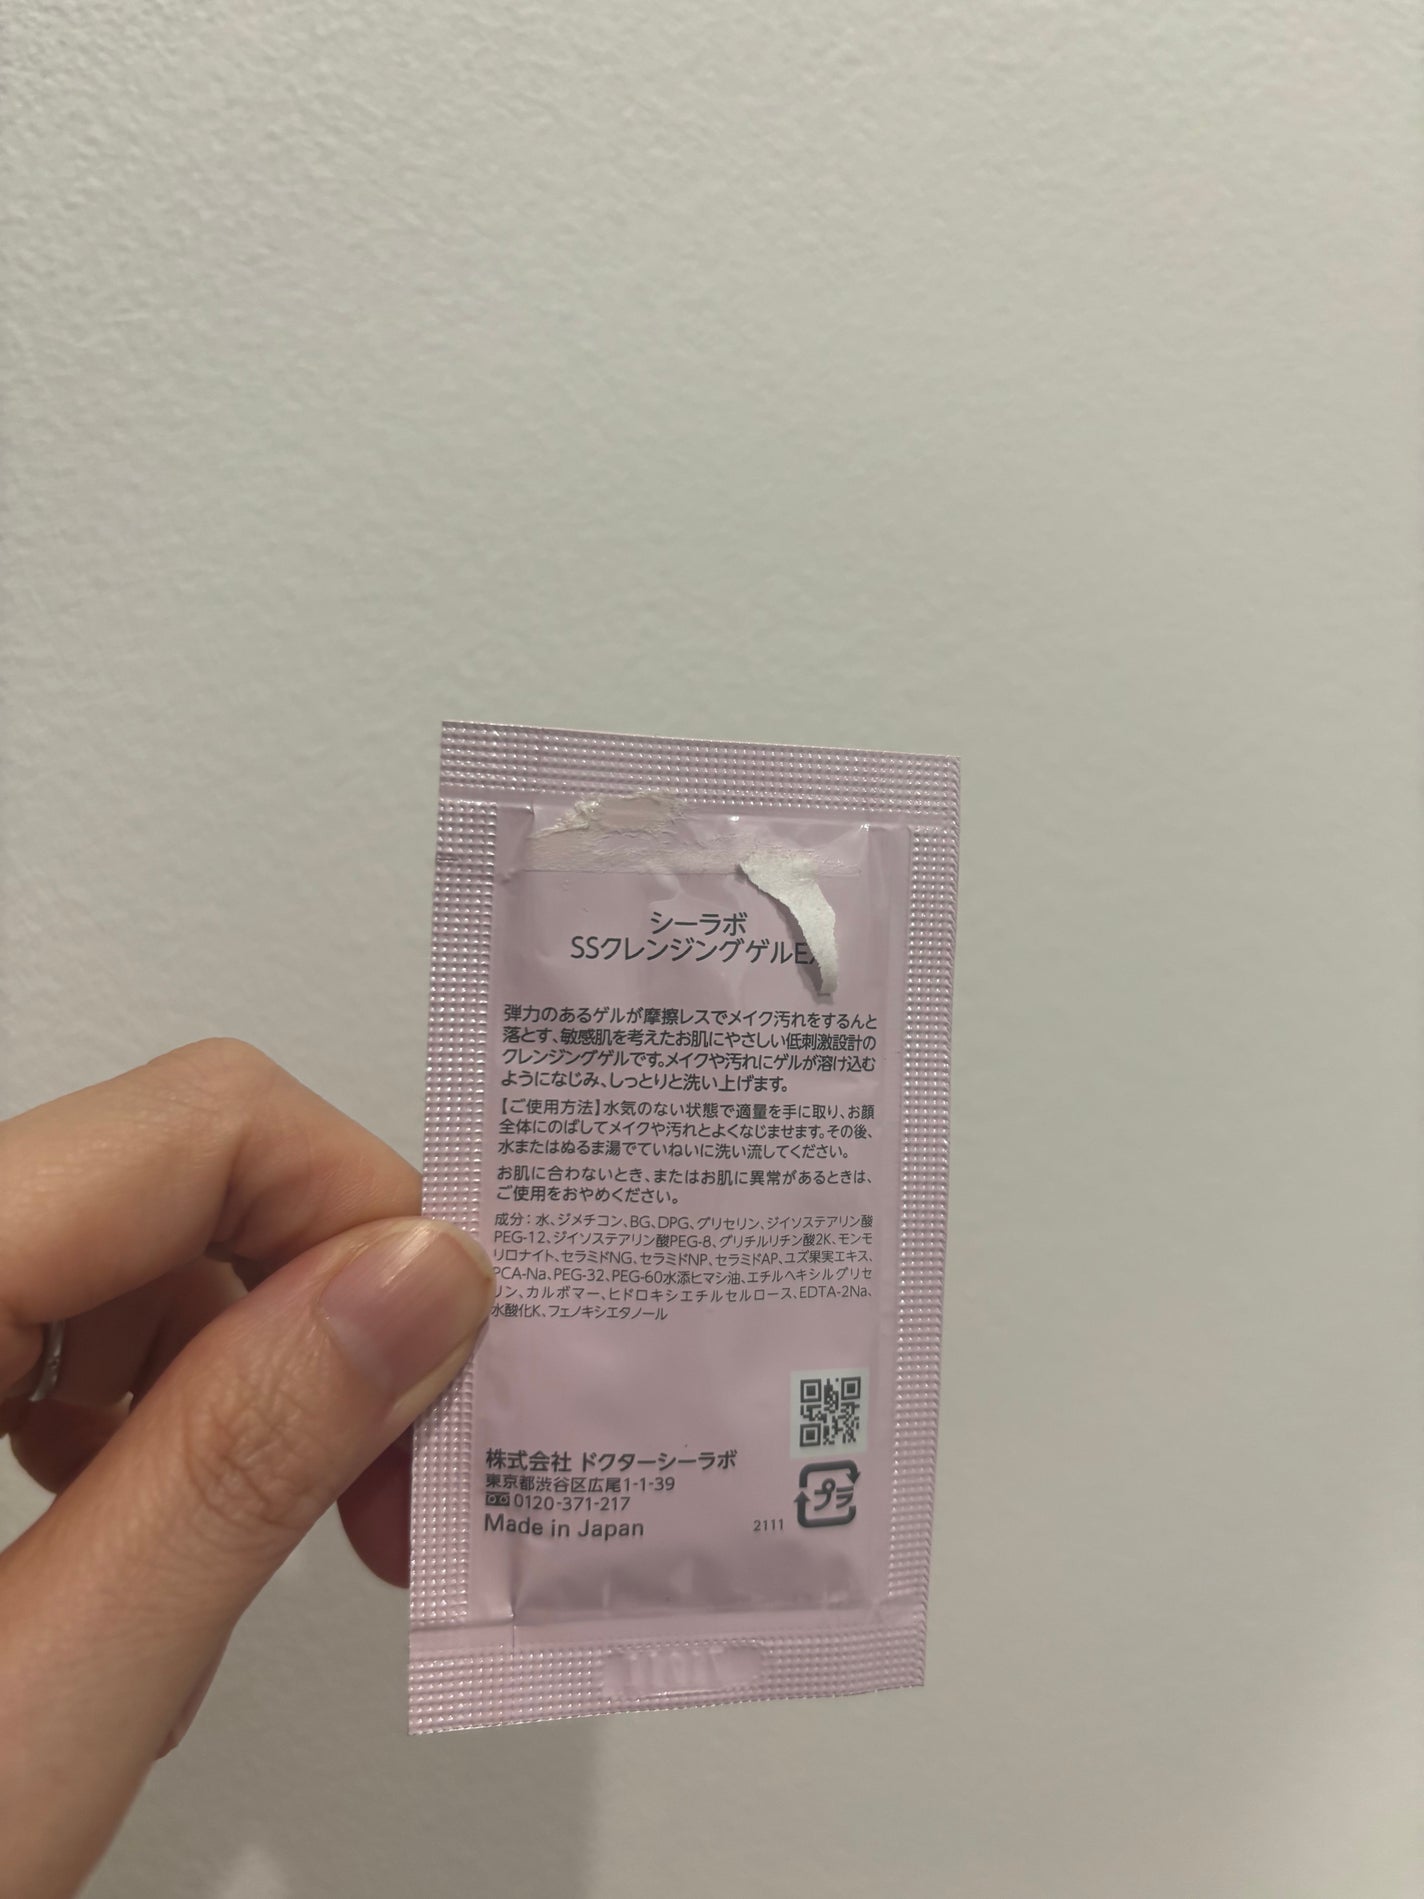 シーラボ
SSクレンジングゲル
弾力のあるゲルが摩擦レスでメイク汚れをするんと
落とす、敏感肌を考えたお肌にやさしい低刺激設計の
クレンジングゲルです。メイクや汚れにゲルが溶け込む
ようになじみ、しっとりと洗い上げます。
【ご使用方法】水気のない状態で適量を手に取り、お顔
全体にのばしてメイクや汚れとよくなじませます。その後、
水またはぬるま湯でていねいに洗い流してください。
お肌に合わないとき、またはお肌に異常があるときは、
ご使用をおやめください。
成分：水、ジメチコン、BG、DPG、グリセリン、ジイソステアリン酸
PEG-12、ジイソステアリン酸PEG-8、グリチルリチン酸2K、モンモ
リロナイト、セラミドNG、セラミドNP、セラミドAP、ユズ果実エキス、
PCA-Na、PEG-32、PEG-60水添ヒマシ油、エチルヘキシルグリセ
リン、カルボマー、ヒドロキシエチルセルロース、EDTA-2Na、
水酸化K、フェノキシエタノール
株式会社 ドクターシーラボ
東京都渋谷区広尾1-1-39
0120-371-217
Made in Japan
2111
プラ